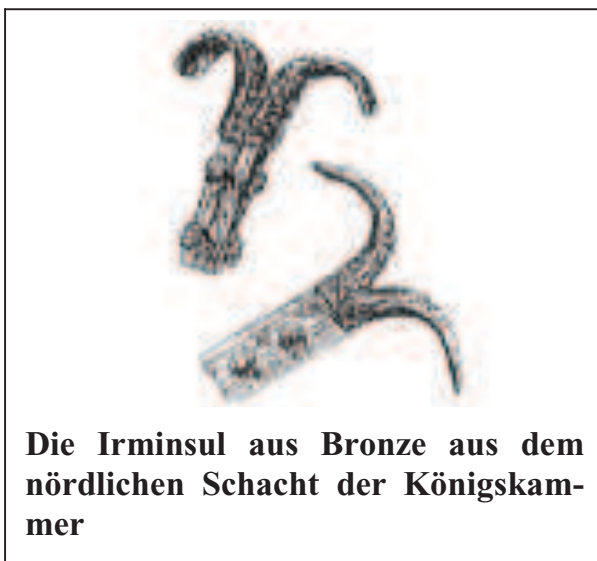 Die Irminsul aus Bronze aus dem
nördlichen Schacht der Königskam-
mer